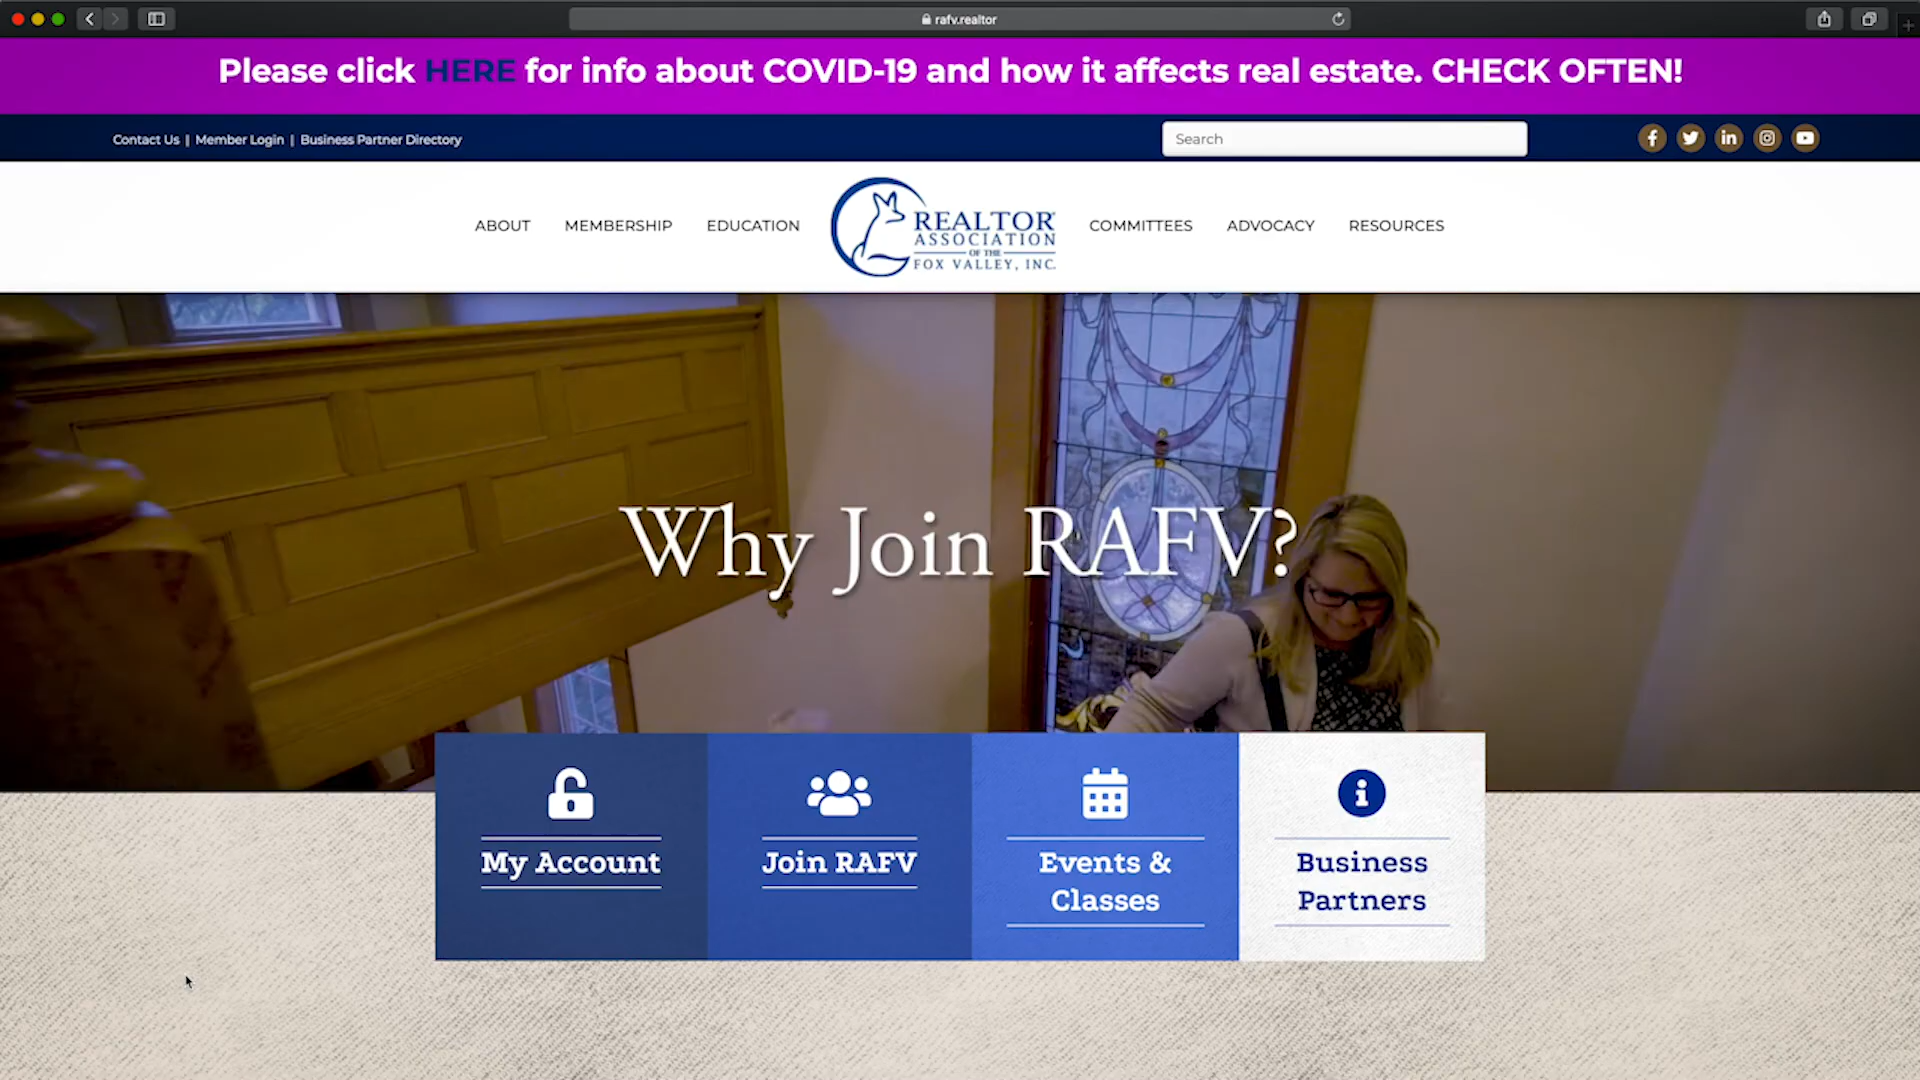 rafv.realtor
Please click HERE for info about COVID-19 and how it affects real estate. CHECK OFTEN!
Contact Us | Member Login | Business Partner Directory
Search
ABOUT MEMBERSHIP EDUCATION
REALTOR
ASSOCIATION
OF THE
FOX VALLEY, INC.
COMMITTEES ADVOCACY RESOURCES
Why Join RAFV?
My Account
Join RAFV
Events &
Classes
Business
Partners